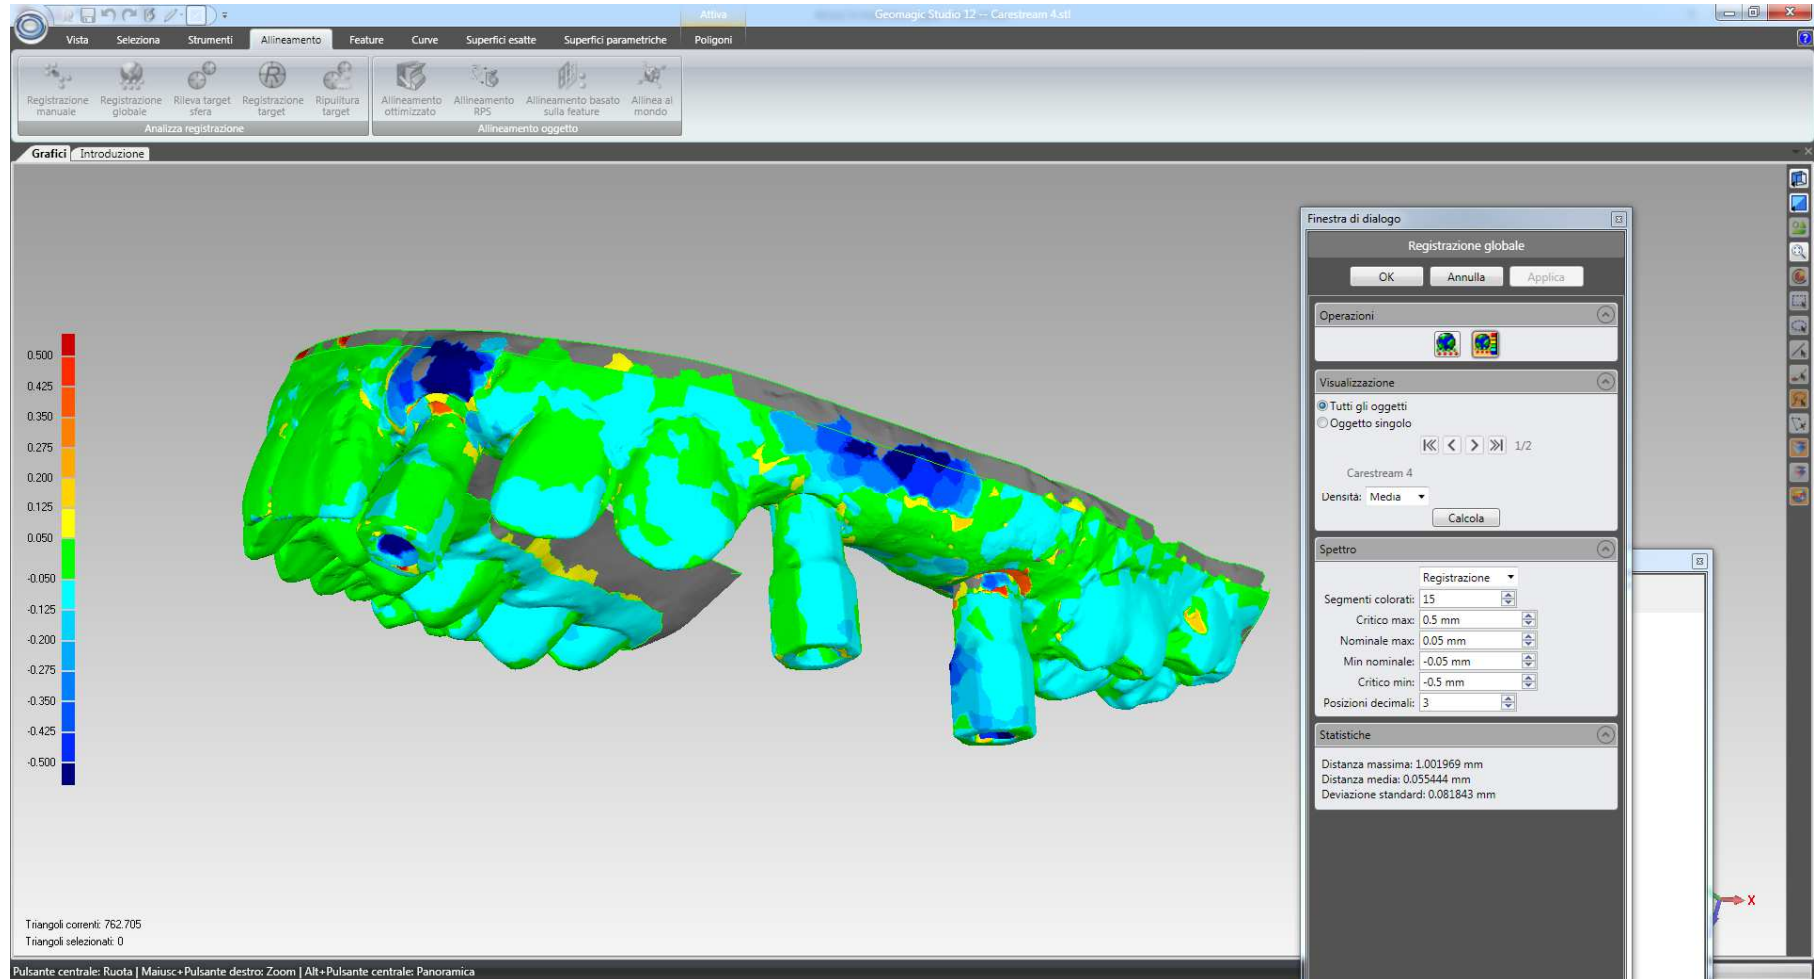 Attiva
Geomagic Studio 12 -- Carestream 4.stl
Vista Seleziona Strumenti Allineamento Feature Curve Superfici esatte Superfici parametriche Poligoni
Registrazione manuale
Registrazione globale
Rileva target sfera
Registrazione target
Ripulitura target
Allineamento ottimizzato
Allineamento RPS
Allineamento basato sulla feature
Allinea al mondo
Analizza registrazione
Allineamento oggetto
Grafici Introduzione
0.500
0.425
0.350
0.275
0.200
0.125
0.050
-0.050
-0.125
-0.200
-0.275
-0.350
-0.425
-0.500
Finestra di dialogo
Registrazione globale
OK Annulla Applica
Operazioni
Visualizzazione
Tutti gli oggetti
Oggetto singolo
1/2
Carestream 4
Densità: Media
Calcola
Spettro
Registrazione
Segmenti colorati: 15
Critico max: 0.5 mm
Nominale max: 0.05 mm
Min nominale: -0.05 mm
Critico min: -0.5 mm
Posizioni decimali: 3
Statistiche
Distanza massima: 1.001969 mm
Distanza media: 0.055444 mm
Deviazione standard: 0.081843 mm
X
Triangoli correnti: 762.705
Triangoli selezionati: 0
Pulsante centrale: Ruota | Maiusc+Pulsante destro: Zoom | Alt+Pulsante centrale: Panoramica